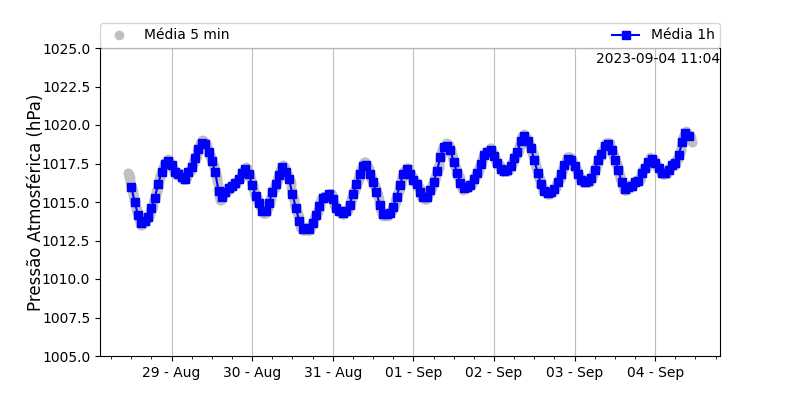 Média 5 min
Média 1h
2023-09-04 11:04
Pressão Atmosférica (hPa)
1025.0
1022.5
1020.0
1017.5
1015.0
1012.5
1010.0
1007.5
1005.0
29 - Aug
30 - Aug
31 - Aug
01 - Sep
02 - Sep
03 - Sep
04 - Sep